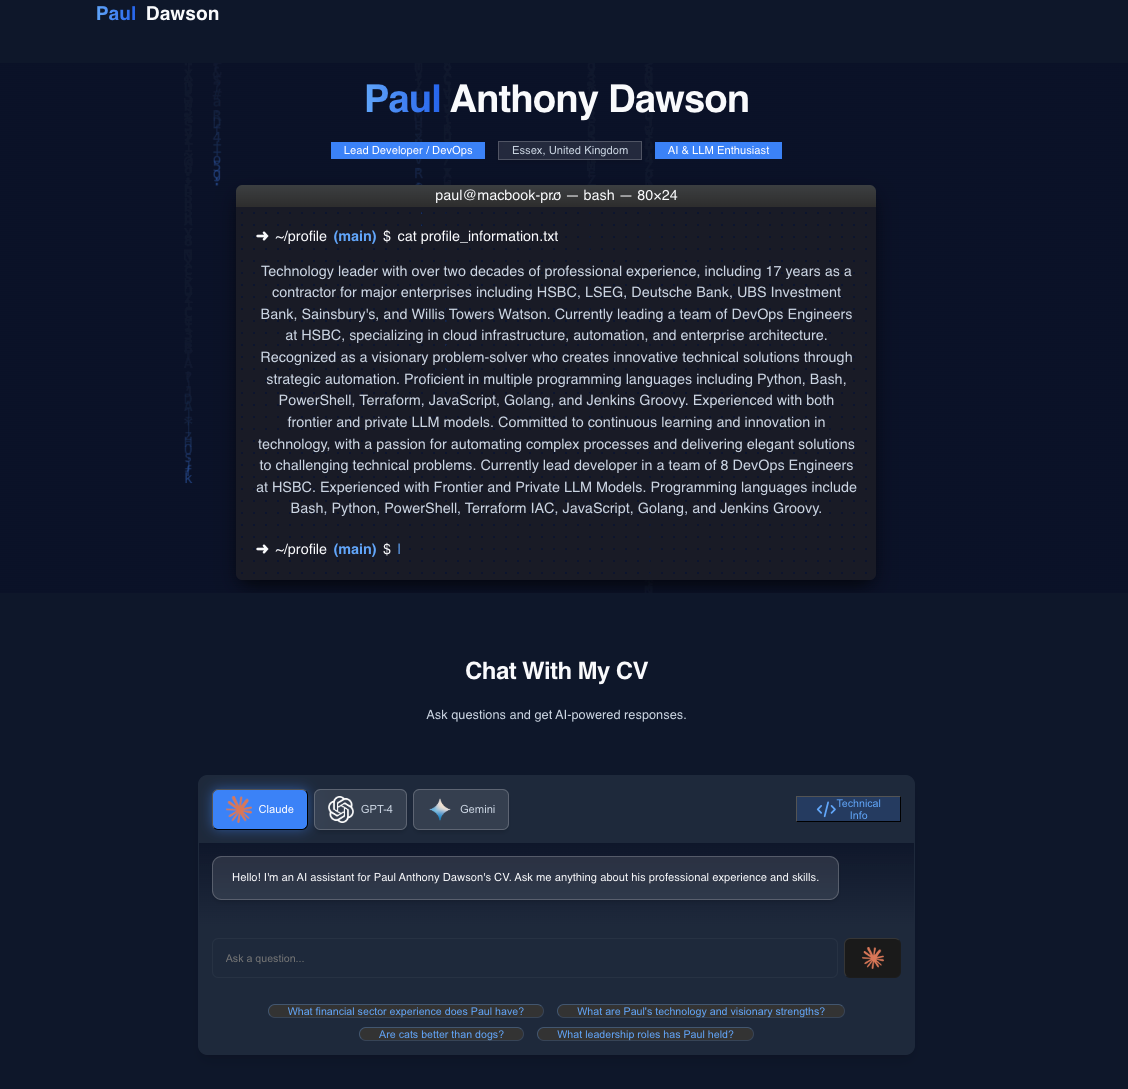 Paul Dawson
Paul Anthony Dawson
Lead Developer / DevOps
Essex, United Kingdom
AI & LLM Enthusiast
paul@macbook-pro — bash — 80×24
➜ ~/profile (main) $ cat profile_information.txt
Technology leader with over two decades of professional experience, including 17 years as a
contractor for major enterprises including HSBC, LSEG, Deutsche Bank, UBS Investment
Bank, Sainsbury's, and Willis Towers Watson. Currently leading a team of DevOps Engineers
at HSBC, specializing in cloud infrastructure, automation, and enterprise architecture.
Recognized as a visionary problem-solver who creates innovative technical solutions through
strategic automation. Proficient in multiple programming languages including Python, Bash,
PowerShell, Terraform, JavaScript, Golang, and Jenkins Groovy. Experienced with both
frontier and private LLM models. Committed to continuous learning and innovation in
technology, with a passion for automating complex processes and delivering elegant solutions
to challenging technical problems. Currently lead developer in a team of 8 DevOps Engineers
at HSBC. Experienced with Frontier and Private LLM Models. Programming languages include
Bash, Python, PowerShell, Terraform IAC, JavaScript, Golang, and Jenkins Groovy.
➜ ~/profile (main) $
Chat With My CV
Ask questions and get AI-powered responses.
Claude
GPT-4
Gemini
Technical
Info
Hello! I'm an AI assistant for Paul Anthony Dawson's CV. Ask me anything about his professional experience and skills.
Ask a question...
What financial sector experience does Paul have?
What are Paul's technology and visionary strengths?
Are cats better than dogs?
What leadership roles has Paul held?